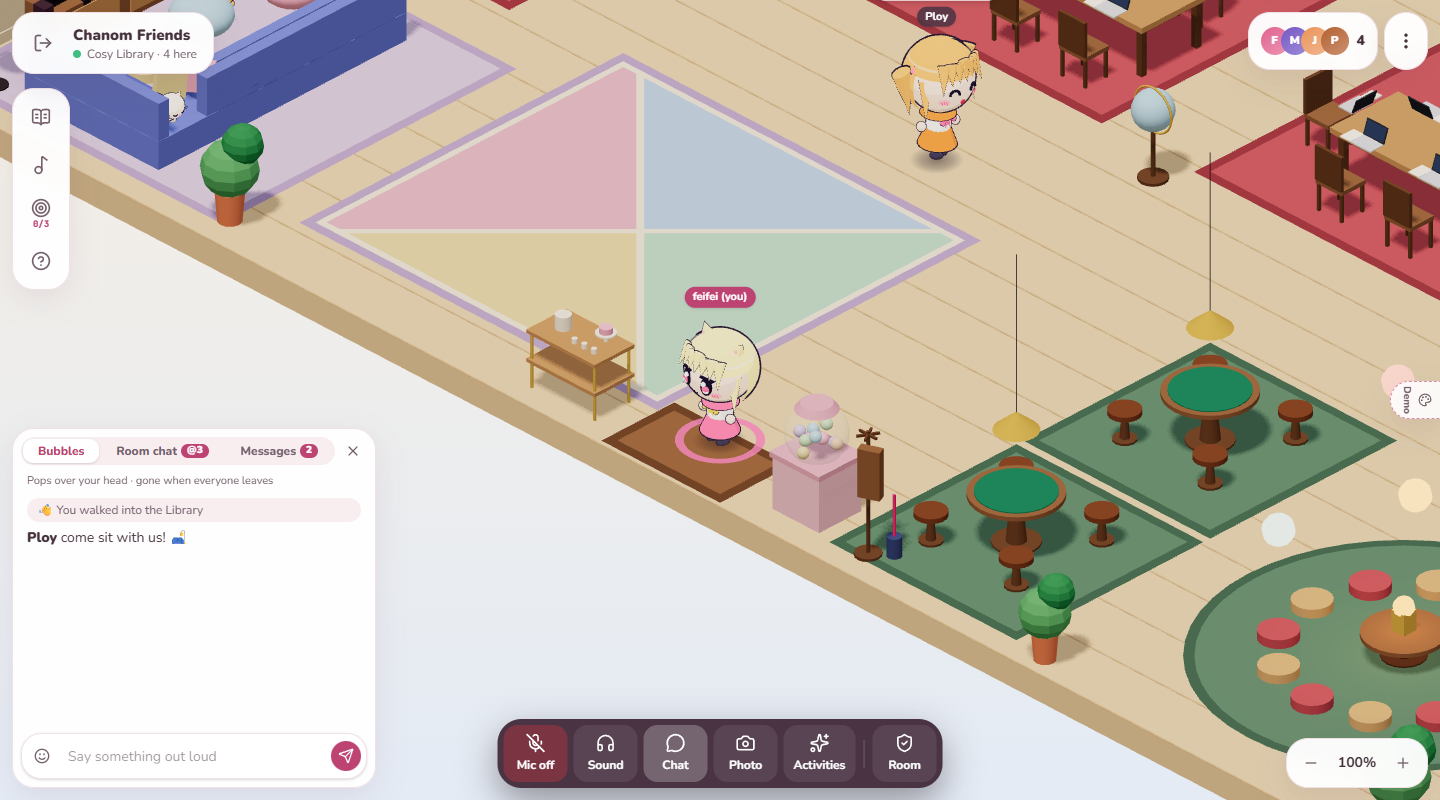 Chanom Friends
Cosy Library · 4 here
Ploy
F M J P 4
0/3
feifei (you)
Demo
Bubbles
Room chat @3
Messages 2
Pops over your head · gone when everyone leaves
You walked into the Library
Ploy come sit with us!
Say something out loud
Mic off
Sound
Chat
Photo
Activities
Room
100%